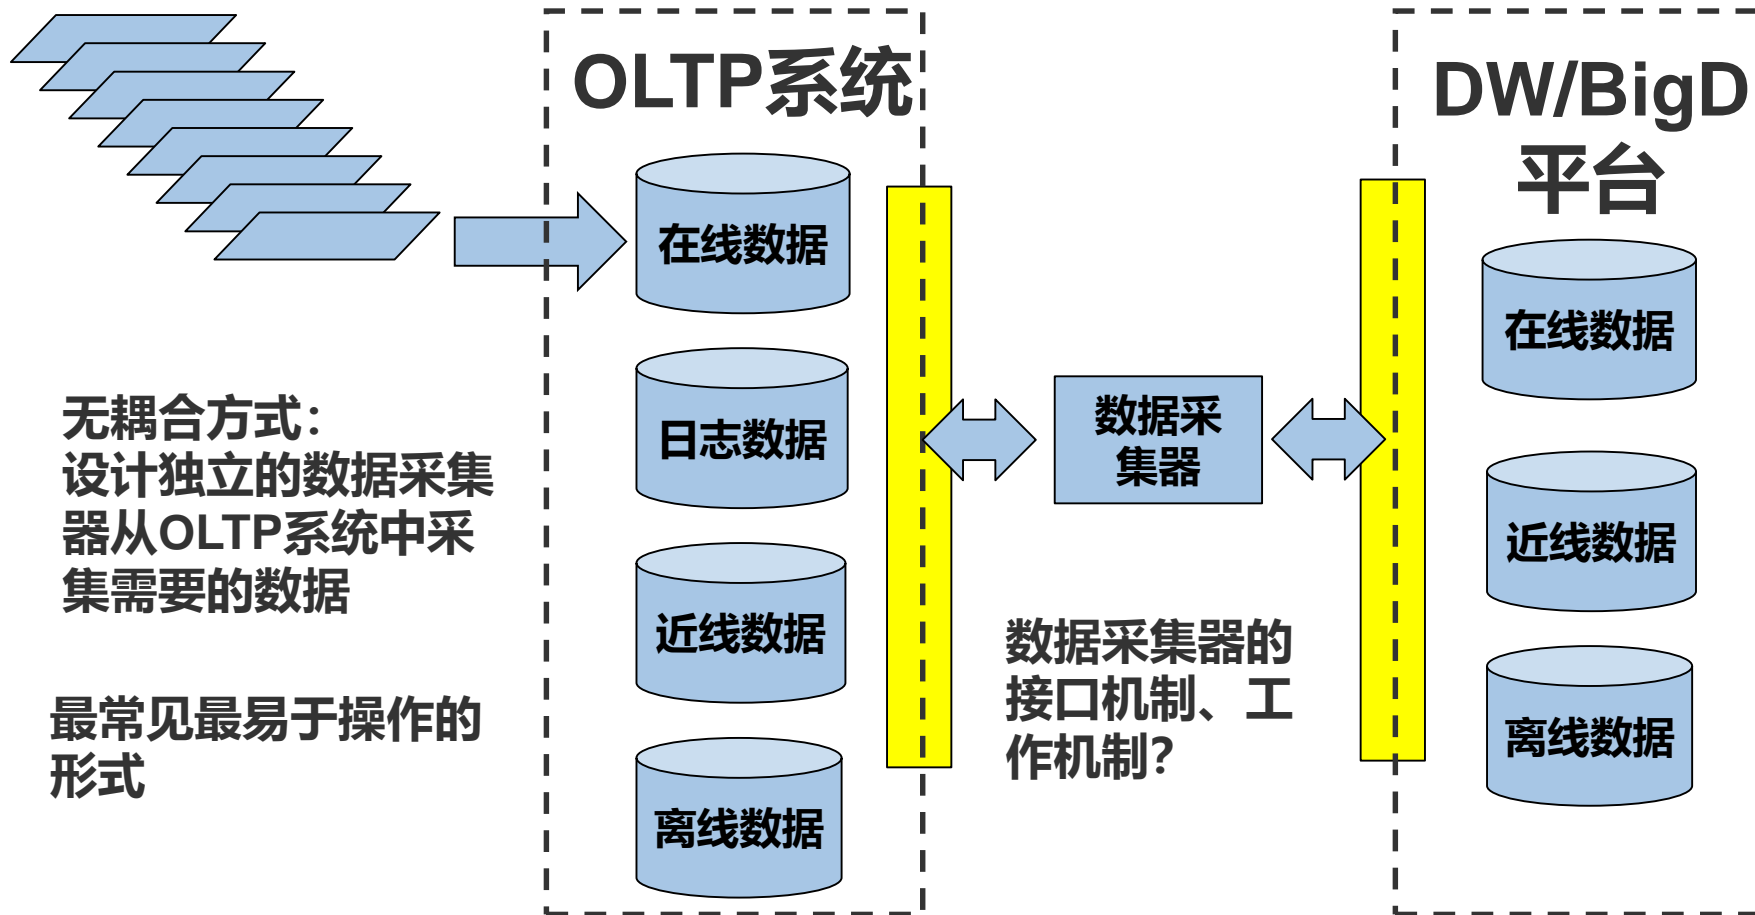 OLTP系统
DW/BigD
平台
在线数据
日志数据
近线数据
离线数据
无耦合方式：
设计独立的数据采集
器从OLTP系统中采
集需要的数据
最常见最易于操作的
形式
数据采
集器
数据采集器的
接口机制、工
作机制？
在线数据
近线数据
离线数据